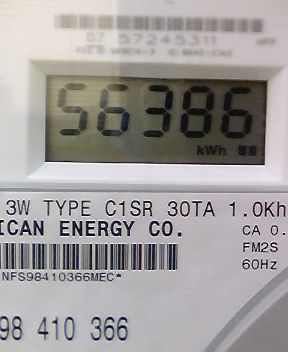 07 57245311
56386
kWh
3W TYPE C1SR 30TA 1.0Kh
ICAN ENERGY CO. CA 0.
FM2S
60Hz
NFS98410366MEC*
98 410 366